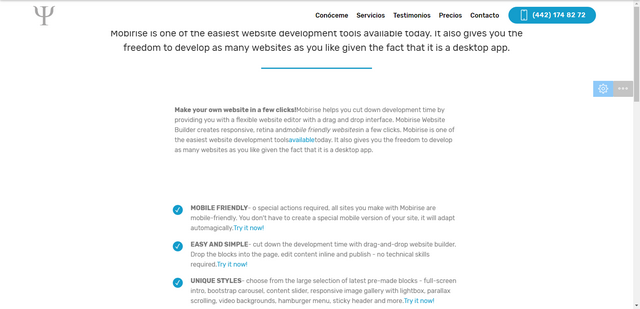 Conóceme Servicios Testimonios Precios Contacto (442) 174 82 72
Mobirise is one of the easiest website development tools available today. It also gives you the
freedom to develop as many websites as you like given the fact that it is a desktop app.
Make your own website in a few clicks!Mobirise helps you cut down development time by
providing you with a flexible website editor with a drag and drop interface. Mobirise Website
Builder creates responsive, retina andmobile friendly websitesin a few clicks. Mobirise is one of
the easiest website development toolsavailabletoday. It also gives you the freedom to develop
as many websites as you like given the fact that it is a desktop app.
MOBILE FRIENDLY- o special actions required, all sites you make with Mobirise are
mobile-friendly. You don't have to create a special mobile version of your site, it will adapt
automagically.Try it now!
EASY AND SIMPLE- cut down the development time with drag-and-drop website builder.
Drop the blocks into the page, edit content inline and publish - no technical skills
required.Try it now!
UNIQUE STYLES- choose from the large selection of latest pre-made blocks - full-screen
intro, bootstrap carousel, content slider, responsive image gallery with lightbox, parallax
scrolling, video backgrounds, hamburger menu, sticky header and more.Try it now!